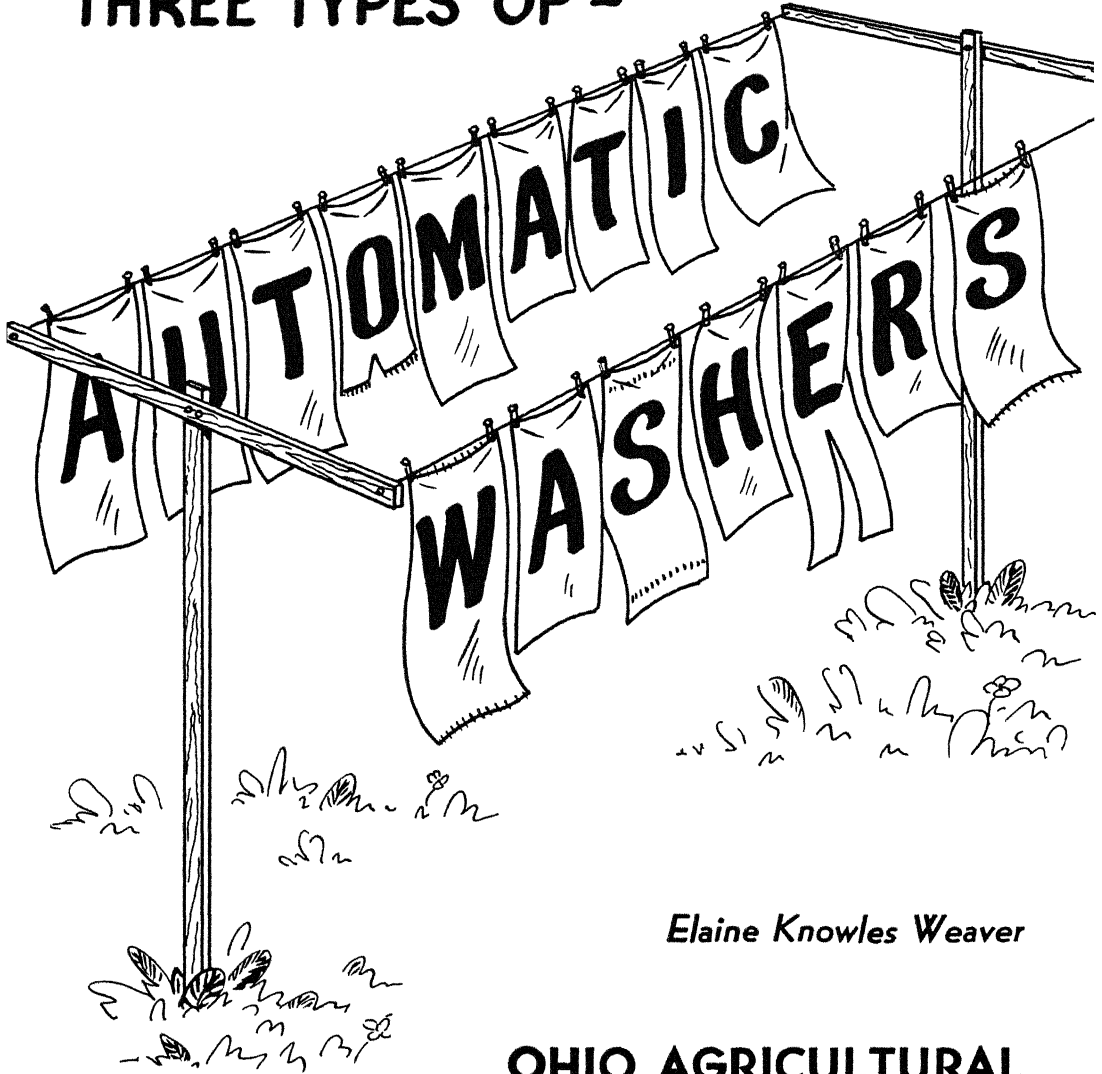 THREE TYPES OF~
AUTOMATIC
WASHERS
Elaine Knowles Weaver
OHIO AGRICULTURAL